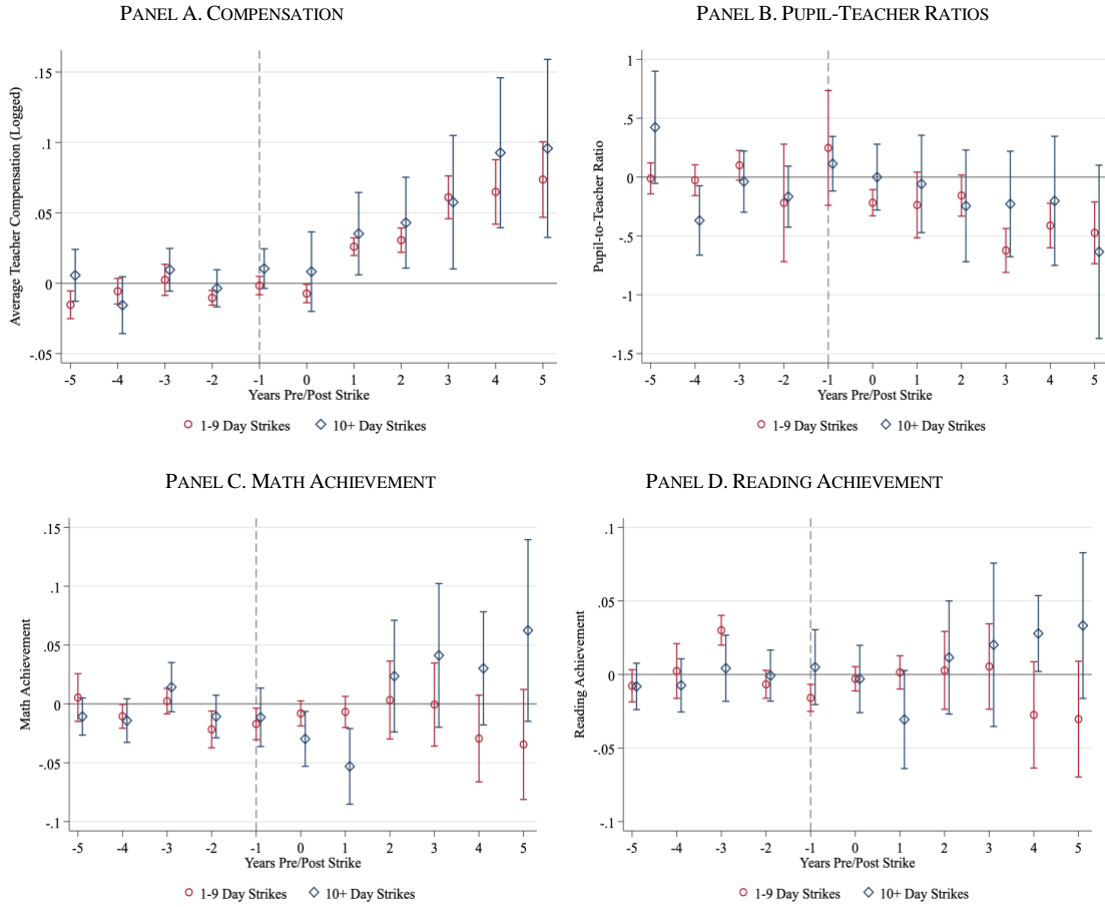 PANEL A. COMPENSATION
PANEL B. PUPIL-TEACHER RATIOS
Average Teacher Compensation (Logged)
.15
.1
.05
0
-.05
-5 -4 -3 -2 -1 0 1 2 3 4 5
Years Pre/Post Strike
1-9 Day Strikes 10+ Day Strikes
Pupil-to-Teacher Ratio
1
.5
0
-.5
-1
-1.5
-5 -4 -3 -2 -1 0 1 2 3 4 5
Years Pre/Post Strike
1-9 Day Strikes 10+ Day Strikes
PANEL C. MATH ACHIEVEMENT
PANEL D. READING ACHIEVEMENT
Math Achievement
.15
.1
.05
0
-.05
-.1
-5 -4 -3 -2 -1 0 1 2 3 4 5
Years Pre/Post Strike
1-9 Day Strikes 10+ Day Strikes
Reading Achievement
.1
.05
0
-.05
-.1
-5 -4 -3 -2 -1 0 1 2 3 4 5
Years Pre/Post Strike
1-9 Day Strikes 10+ Day Strikes